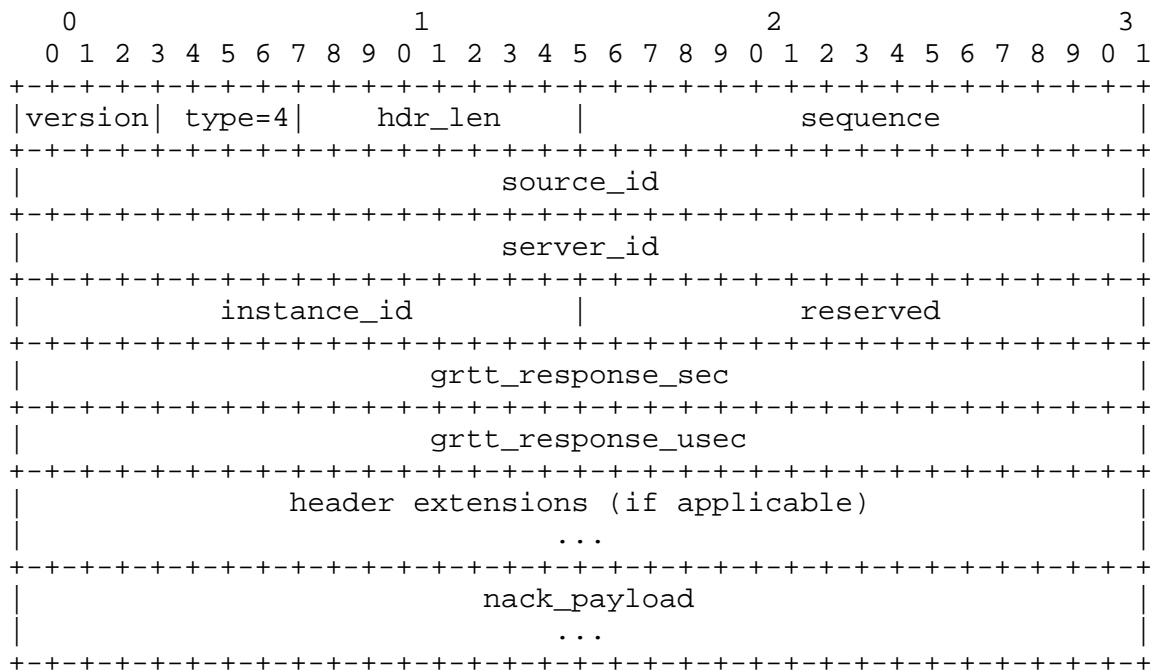 0                   1                   2                   3
0 1 2 3 4 5 6 7 8 9 0 1 2 3 4 5 6 7 8 9 0 1 2 3 4 5 6 7 8 9 0 1
+-+-+-+-+-+-+-+-+-+-+-+-+-+-+-+-+-+-+-+-+-+-+-+-+-+-+-+-+-+-+-+-+
|version| type=4|    hdr_len    |            sequence           |
+-+-+-+-+-+-+-+-+-+-+-+-+-+-+-+-+-+-+-+-+-+-+-+-+-+-+-+-+-+-+-+-+
|                           source_id                           |
+-+-+-+-+-+-+-+-+-+-+-+-+-+-+-+-+-+-+-+-+-+-+-+-+-+-+-+-+-+-+-+-+
|                           server_id                           |
+-+-+-+-+-+-+-+-+-+-+-+-+-+-+-+-+-+-+-+-+-+-+-+-+-+-+-+-+-+-+-+-+
|           instance_id         |            reserved           |
+-+-+-+-+-+-+-+-+-+-+-+-+-+-+-+-+-+-+-+-+-+-+-+-+-+-+-+-+-+-+-+-+
|                       grtt_response_sec                       |
+-+-+-+-+-+-+-+-+-+-+-+-+-+-+-+-+-+-+-+-+-+-+-+-+-+-+-+-+-+-+-+-+
|                       grtt_response_usec                      |
+-+-+-+-+-+-+-+-+-+-+-+-+-+-+-+-+-+-+-+-+-+-+-+-+-+-+-+-+-+-+-+-+
|               header extensions (if applicable)               |
|                              ...                              |
+-+-+-+-+-+-+-+-+-+-+-+-+-+-+-+-+-+-+-+-+-+-+-+-+-+-+-+-+-+-+-+-+
|                          nack_payload                         |
|                              ...                              |
+-+-+-+-+-+-+-+-+-+-+-+-+-+-+-+-+-+-+-+-+-+-+-+-+-+-+-+-+-+-+-+-+